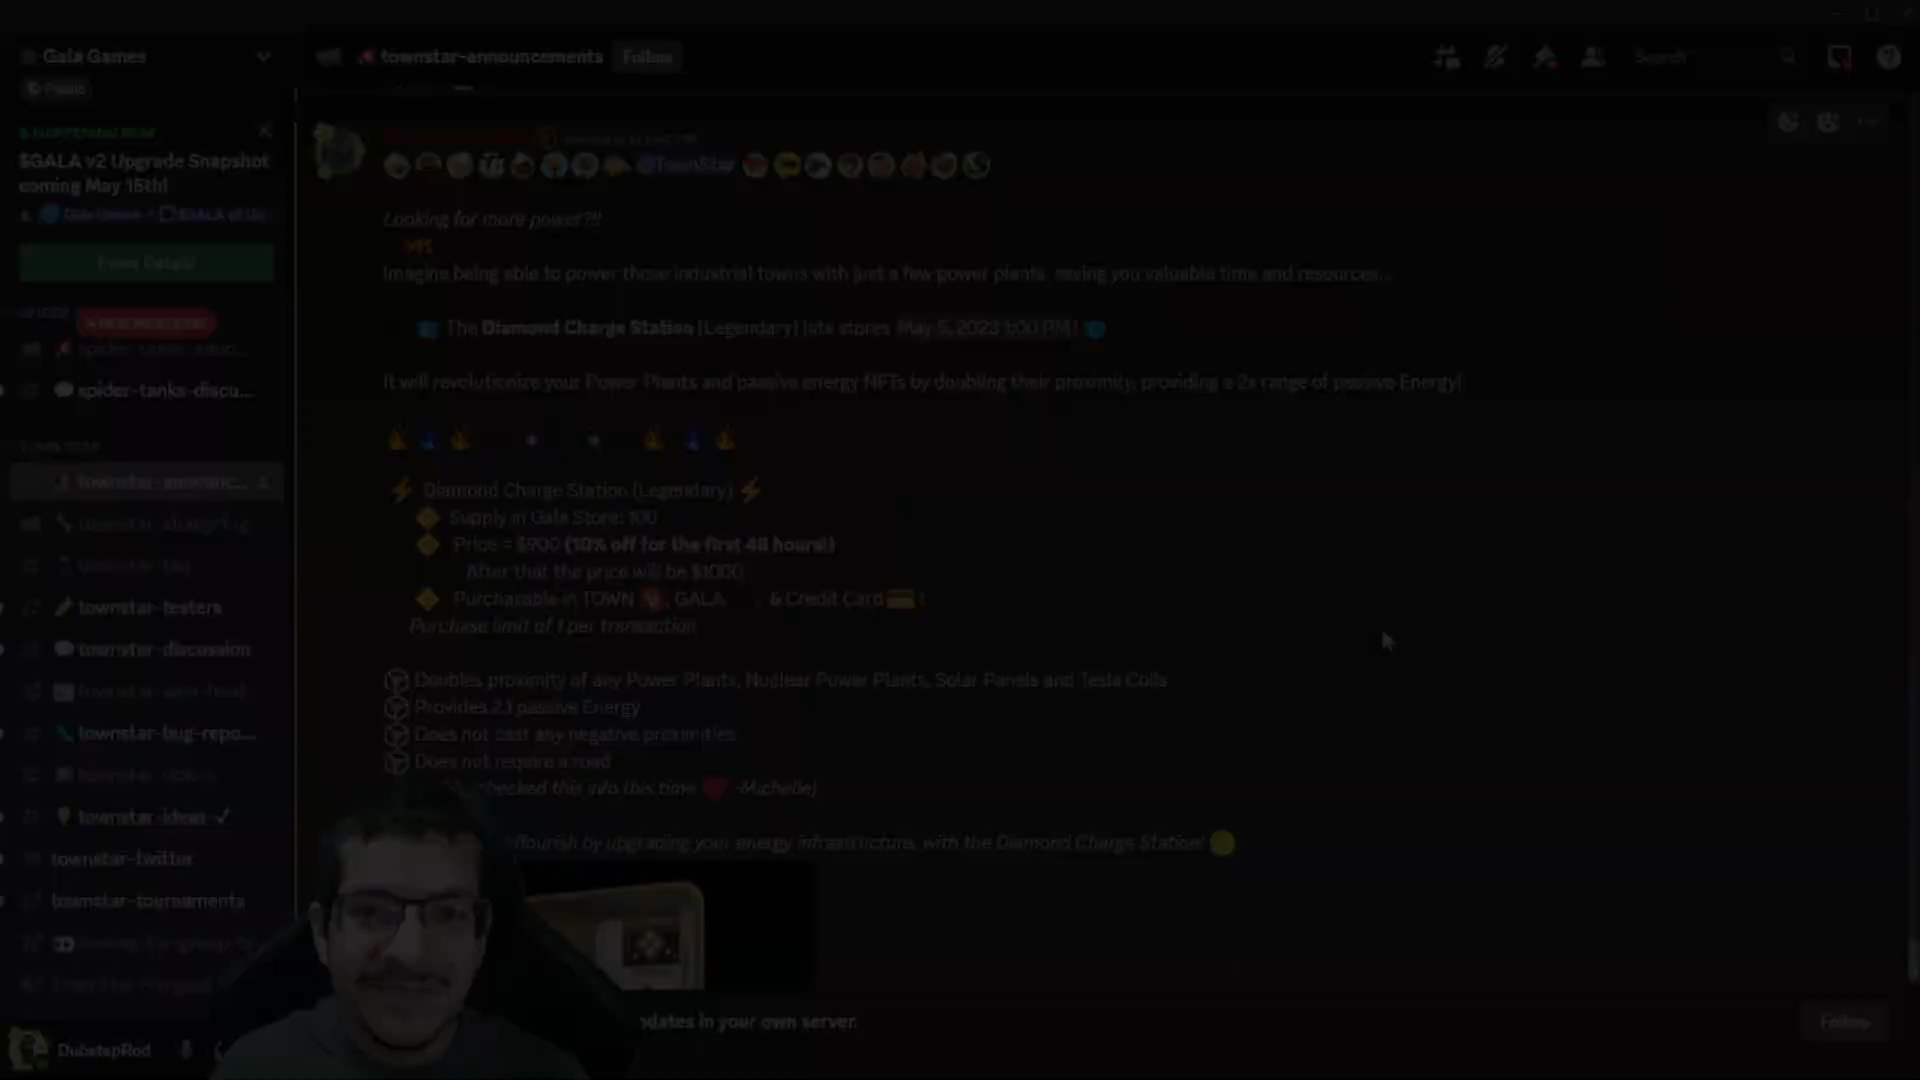 Gala Games
Public
$GALA v2 Upgrade Snapshot
coming May 15th!
Event Details
spider-tanks-discu...
townstar-announc...
townstar-changelog
townstar-faq
townstar-testers
townstar-discussion
townstar-bug-repo...
townstar-ideas ✓
townstar-twitter
townstar-tournaments
DubstepRod
townstar-announcements
Follow
Search
@TownStar
Looking for more power?!!
Imagine being able to power those industrial towns with just a few power plants, saving you valuable time and resources...
The Diamond Charge Station (Legendary) hits stores May 5, 2023 1:00 PM!
It will revolutionize your Power Plants and passive energy NFTs by doubling their proximity, providing a 2x range of passive Energy!
Diamond Charge Station (Legendary)
Supply in Gala Store: 100
Price = $900 (10% off for the first 48 hours!)
After that the price will be $1000
Purchasable in TOWN , GALA , & Credit Card !
Purchase limit of 1 per transaction
Doubles proximity of any Power Plants, Nuclear Power Plants, Solar Panels and Tesla Coils
Provides 2.1 passive Energy
Does not cast any negative proximities
Does not require a road
checked this info this time -Michelle)
flourish by upgrading your energy infrastructure, with the Diamond Charge Station!
updates in your own server.
Follow